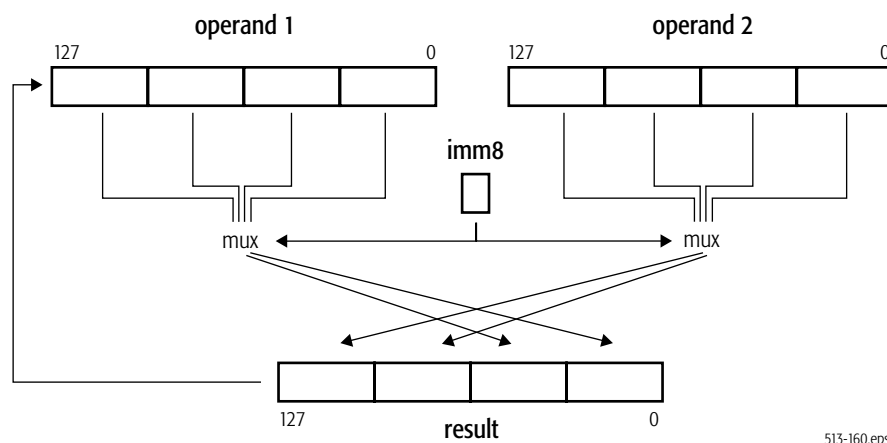 operand 1
operand 2
127
0
127
0
imm8
mux
mux
127
0
result
513-160.eps